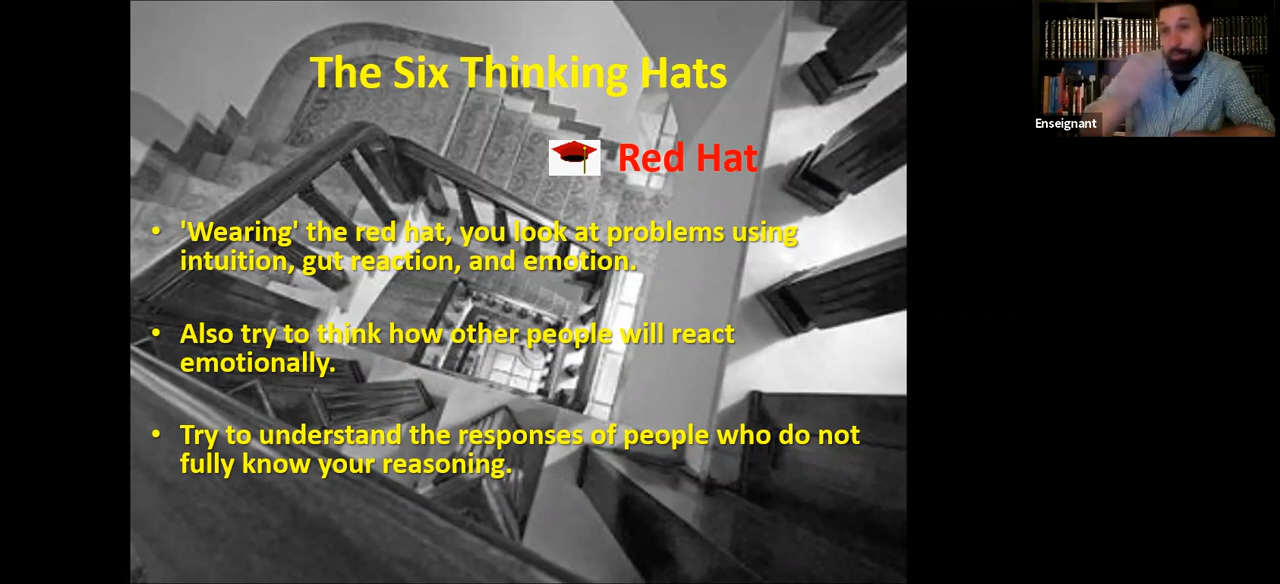 The Six Thinking Hats
Red Hat
• 'Wearing' the red hat, you look at problems using
intuition, gut reaction, and emotion.
• Also try to think how other people will react
emotionally.
• Try to understand the responses of people who do not
fully know your reasoning.
Enseignant